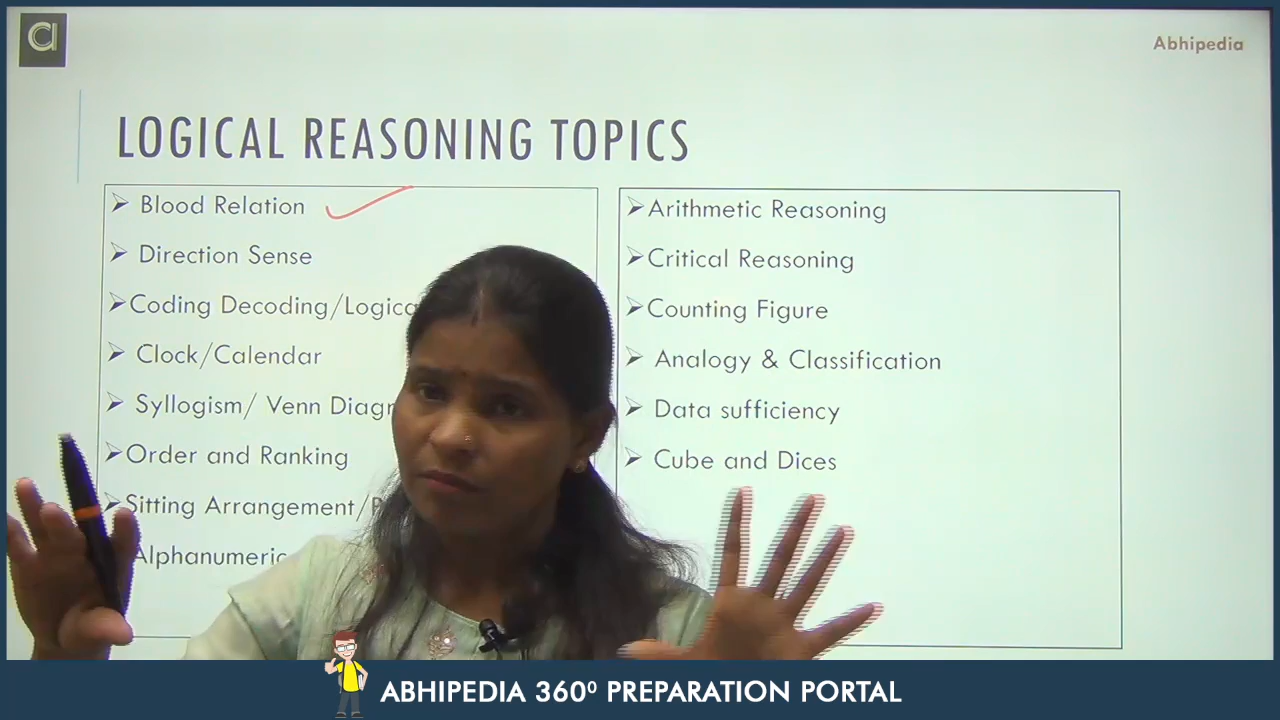 Abhipedia
LOGICAL REASONING TOPICS
➢ Blood Relation
➢ Direction Sense
➢ Coding Decoding/Logica
➢ Clock/Calendar
➢ Syllogism/ Venn Diagr
➢ Order and Ranking
➢ Sitting Arrangement/
Alphanumeric
➢ Arithmetic Reasoning
➢ Critical Reasoning
➢ Counting Figure
➢ Analogy & Classification
➢ Data sufficiency
➢ Cube and Dices
ABHIPEDIA 360⁰ PREPARATION PORTAL